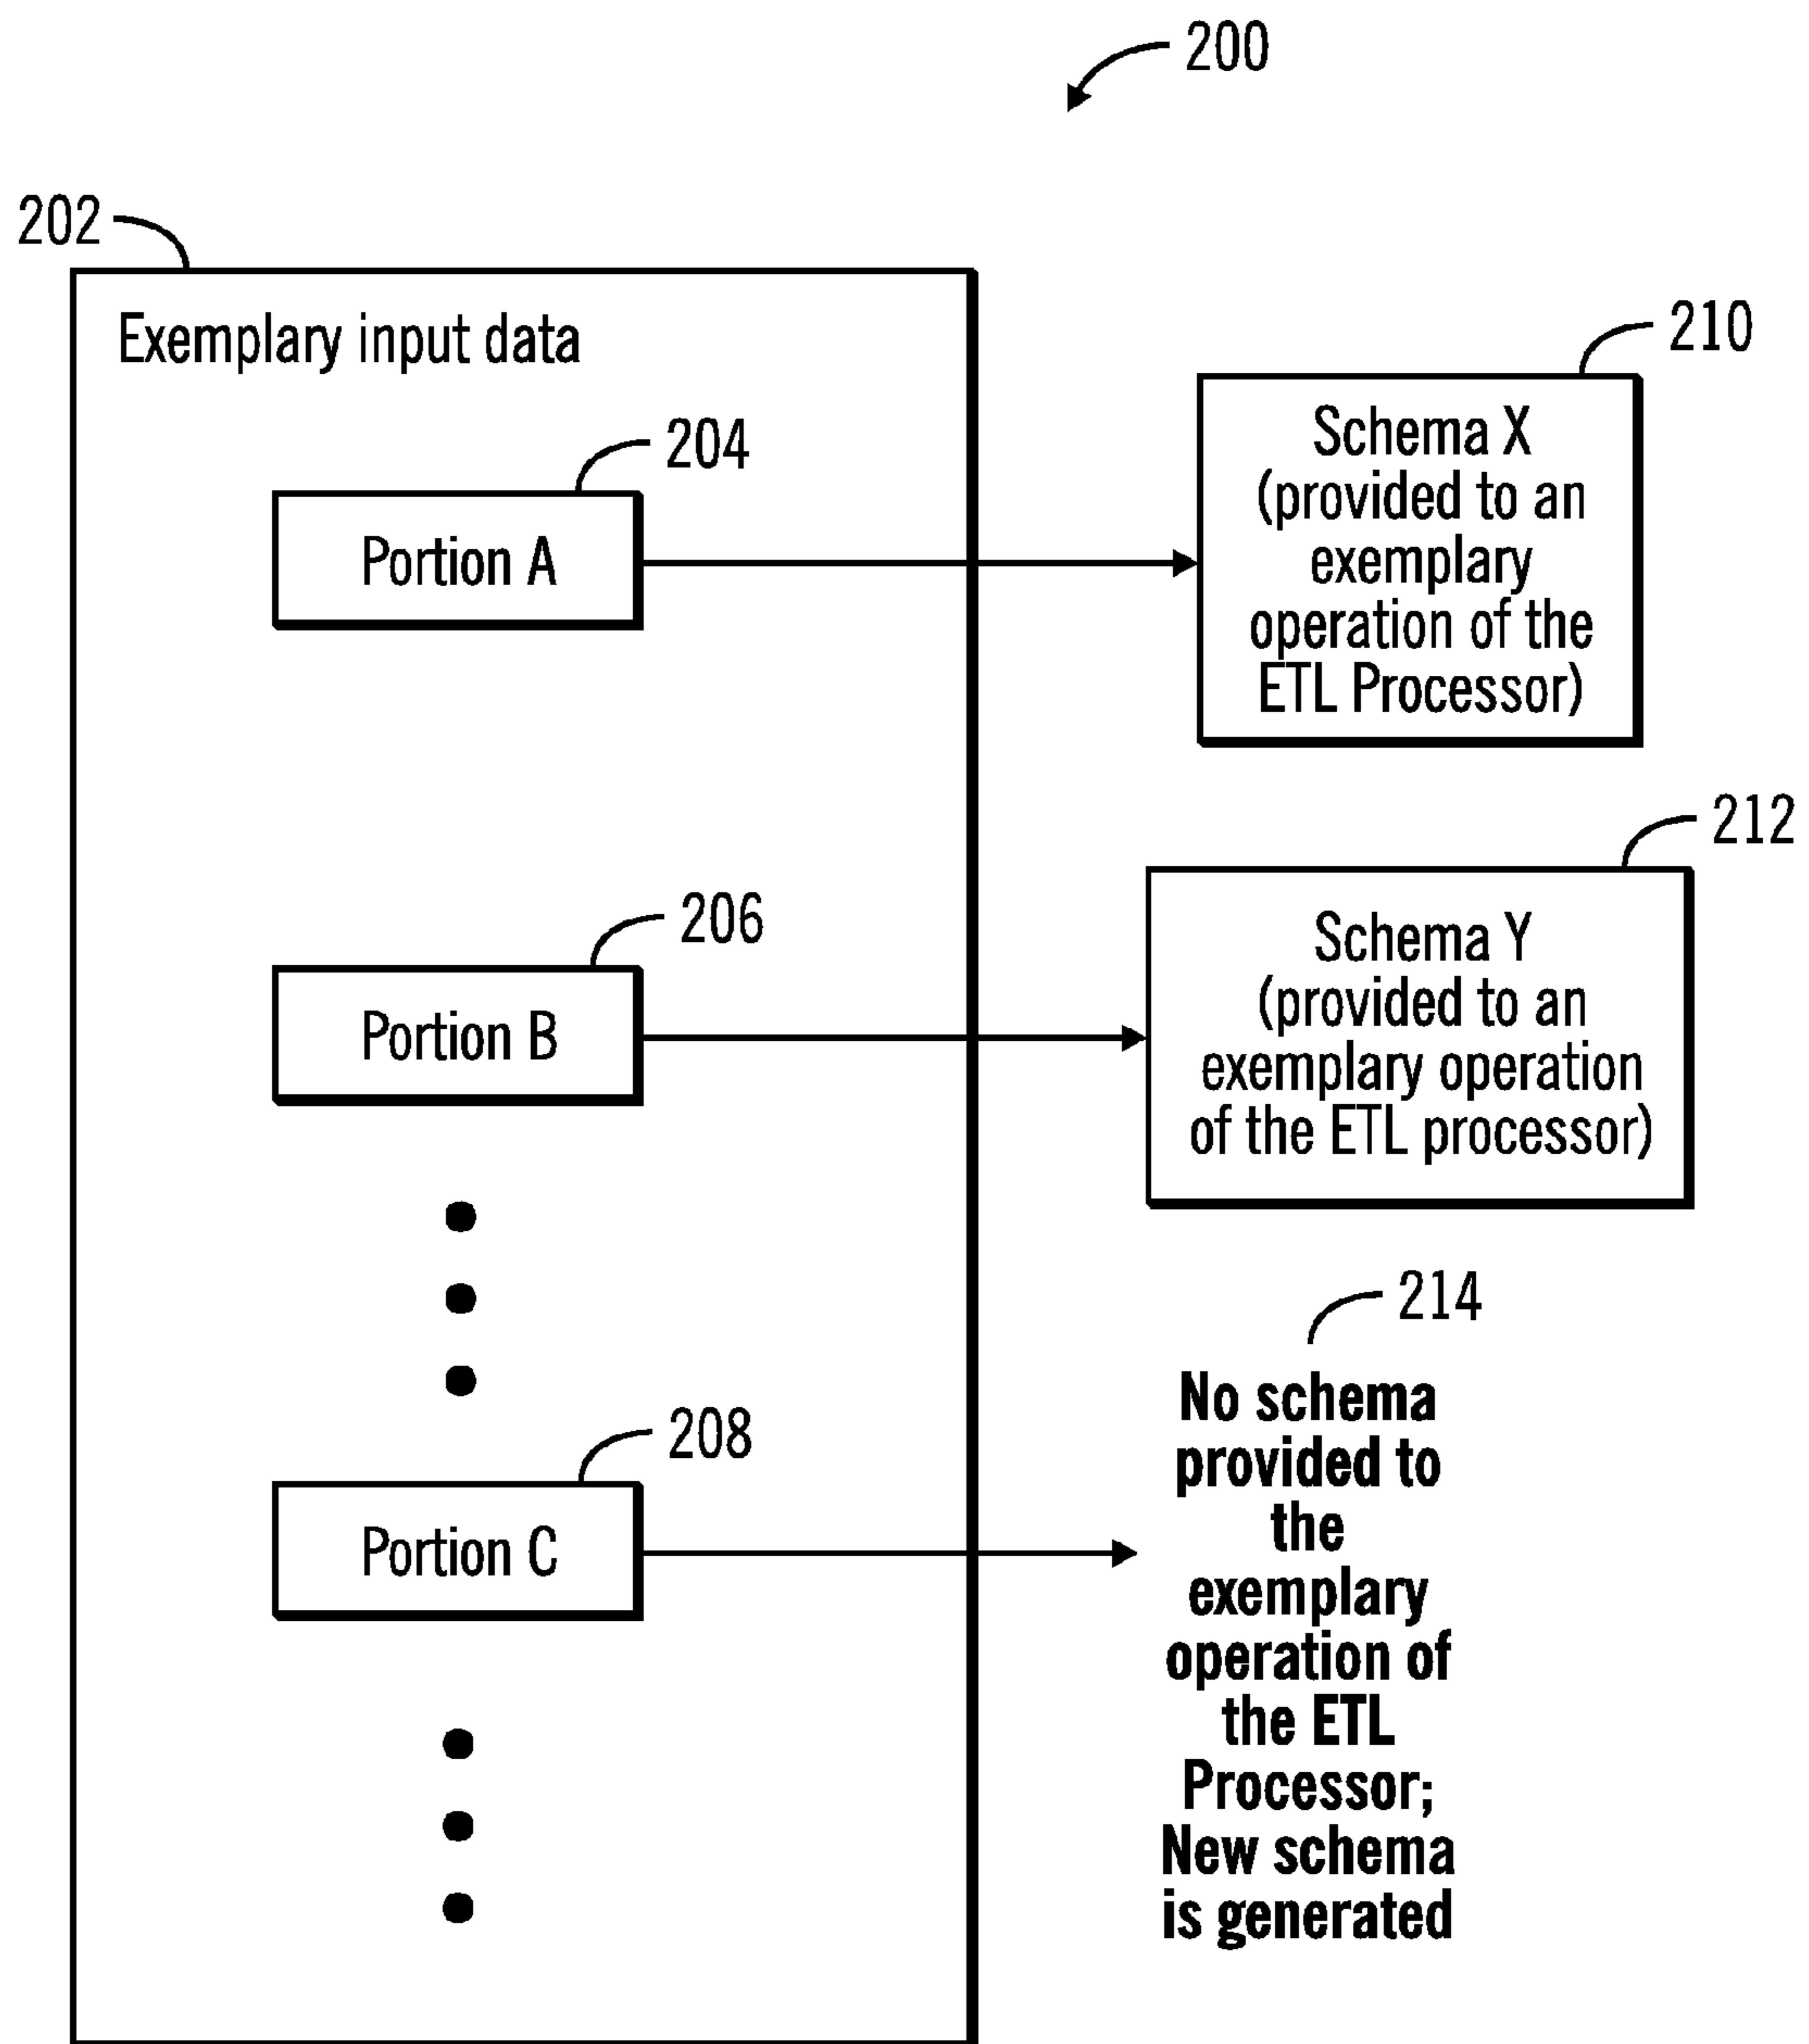 200
202
Exemplary input data
210
204
Schema X
(provided to an
exemplary
operation of the
ETL Processor)
Portion A
212
206
Schema Y
(provided to an
exemplary operation
of the ETL processor)
Portion B
214
No schema
provided to
the
exemplary
operation of
the ETL
Processor;
New schema
is generated
208
Portion C